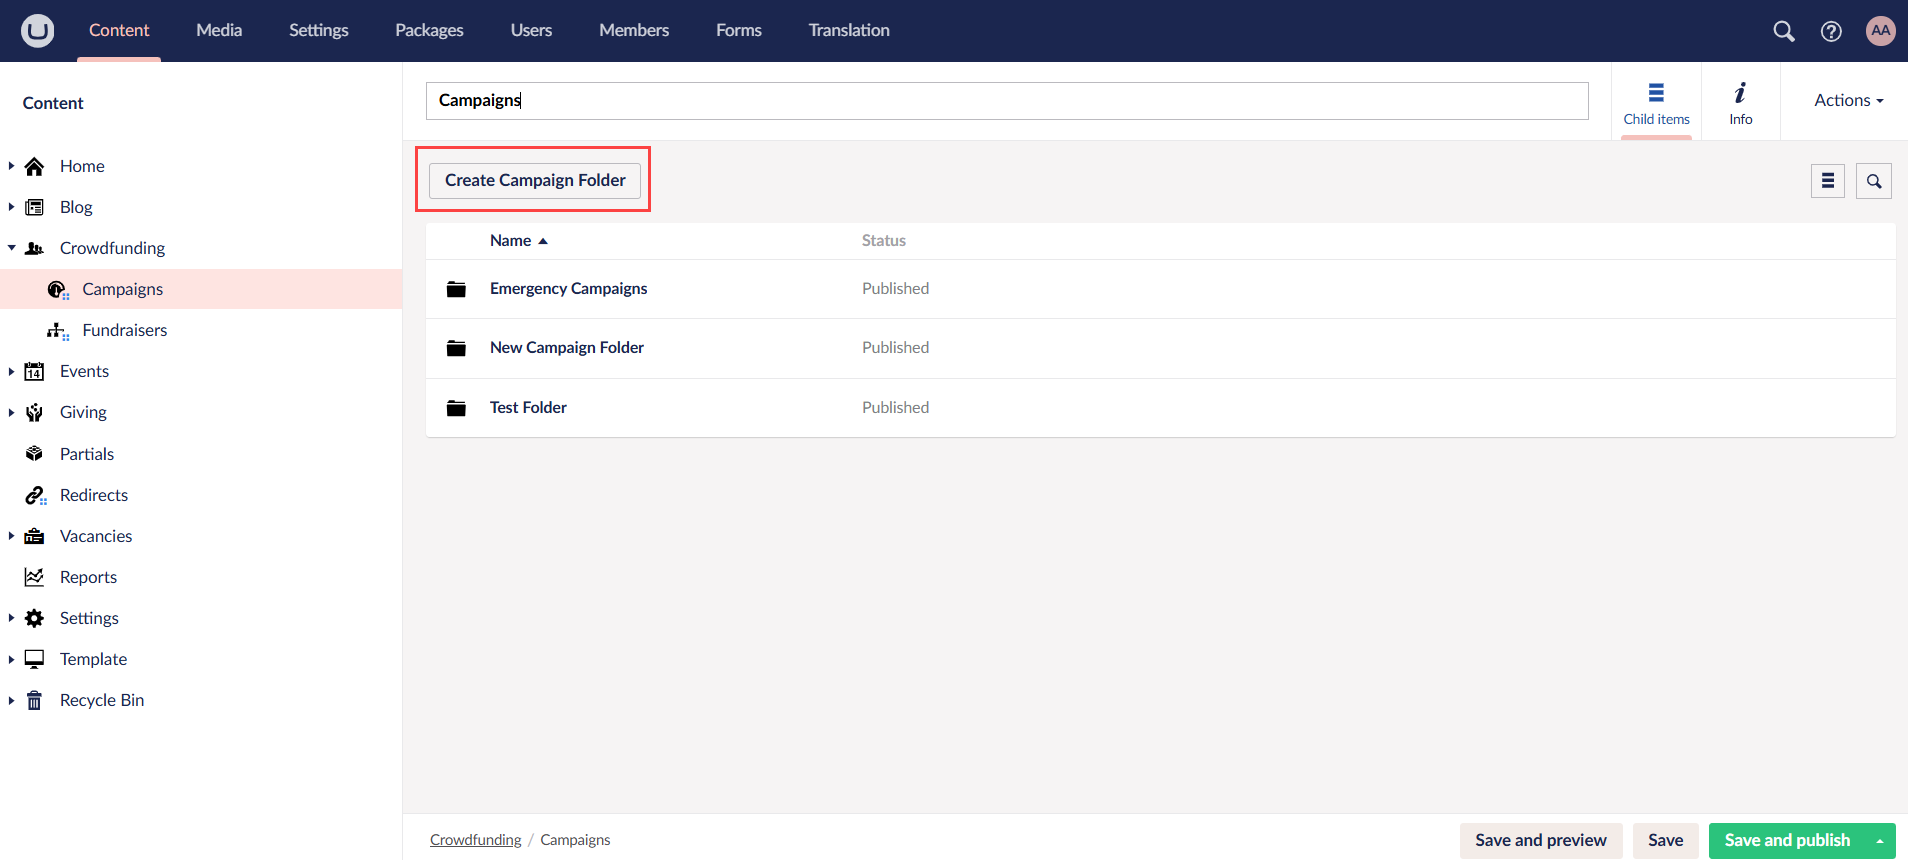 Content Media Settings Packages Users Members Forms Translation AA
Content
Home
Blog
Crowdfunding
Campaigns
Fundraisers
Events
14
Giving
Partials
Redirects
Vacancies
Reports
Settings
Template
Recycle Bin
Campaigns
Child items
Info
Actions
Create Campaign Folder
Name Status
Emergency Campaigns Published
New Campaign Folder Published
Test Folder Published
Crowdfunding / Campaigns
Save and preview Save Save and publish